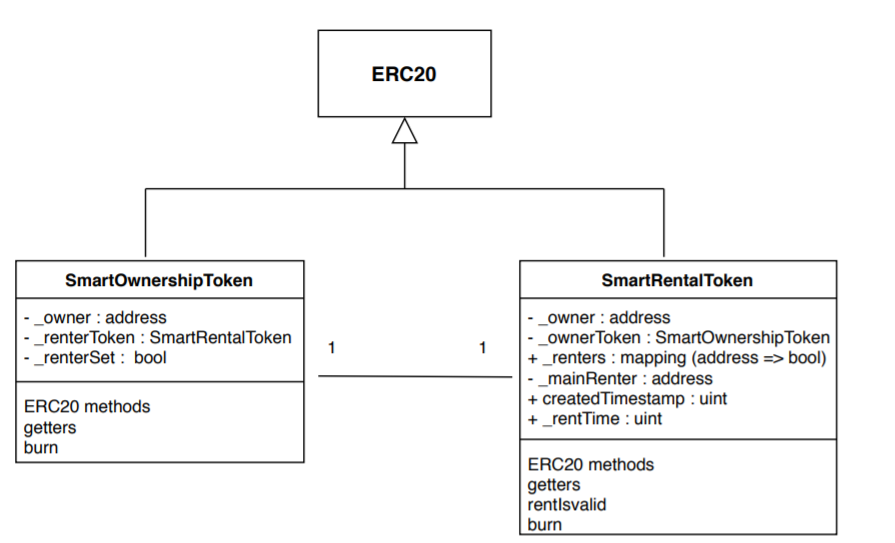 ERC20
SmartOwnershipToken
- _owner : address
- _renterToken : SmartRentalToken
- _renterSet : bool
ERC20 methods
getters
burn
1
1
SmartRentalToken
- _owner : address
- _ownerToken : SmartOwnershipToken
+ _renters : mapping (address => bool)
- _mainRenter : address
+ createdTimestamp : uint
+ _rentTime : uint
ERC20 methods
getters
rentIsvalid
burn